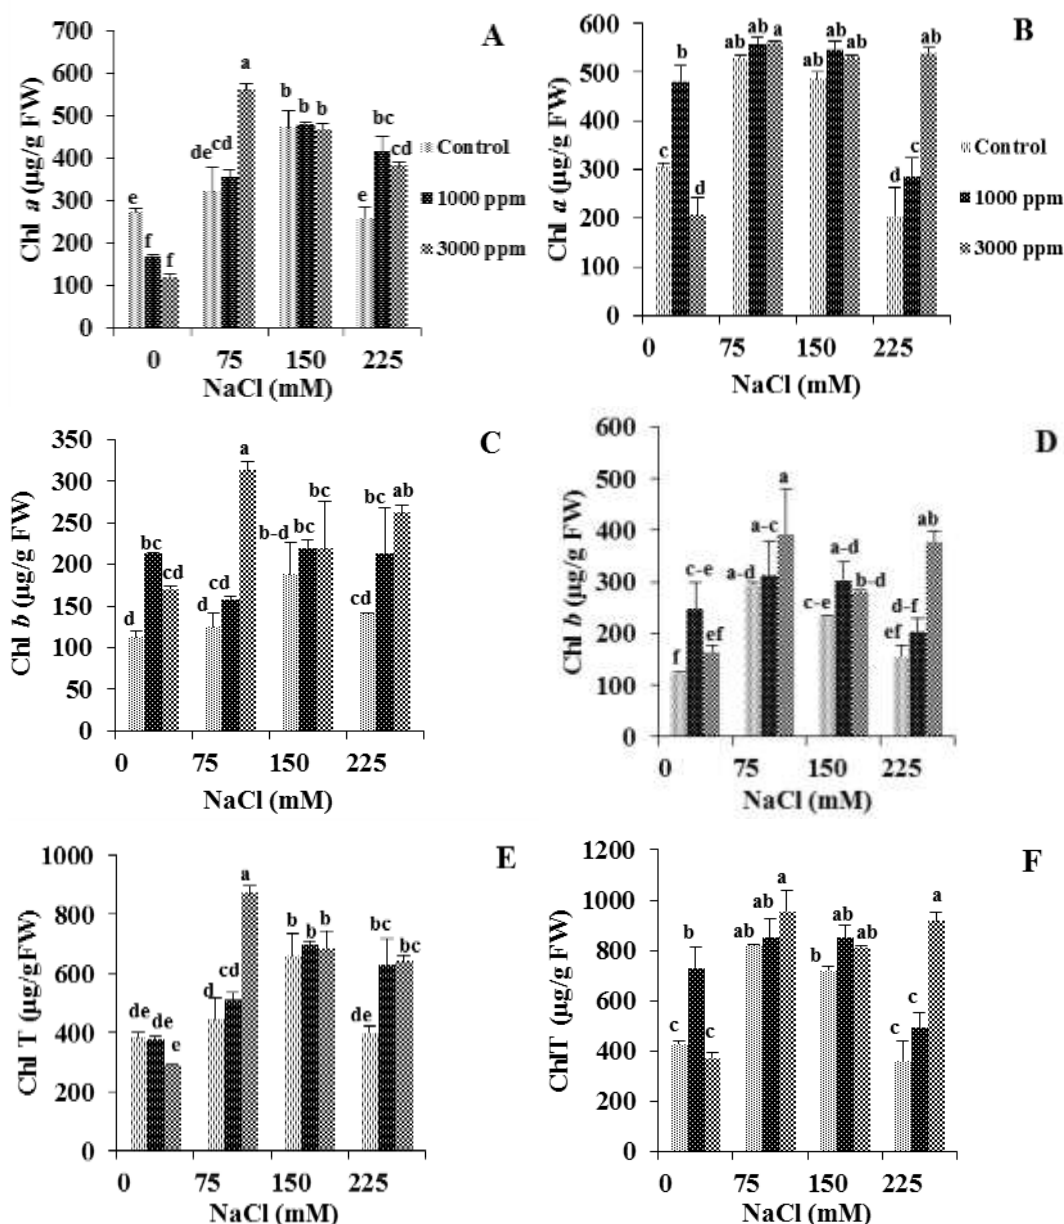 A
Chl a (µg/g FW)
700
600
500
400
300
200
100
0
e
f
f
de
cd
a
b
b
b
e
bc
cd
Control
1000 ppm
3000 ppm
0 75 150 225
NaCl (mM)
B
Chl a (µg/g FW)
600
500
400
300
200
100
0
c
b
d
ab
ab
a
ab
ab
ab
d
c
ab
Control
1000 ppm
3000 ppm
0 75 150 225
NaCl (mM)
C
Chl b (µg/g FW)
350
300
250
200
150
100
50
0
d
bc
cd
d
cd
a
b-d
bc
bc
cd
bc
ab
0 75 150 225
NaCl (mM)
D
Chl b (µg/g FW)
600
500
400
300
200
100
0
f
c-e
ef
a-d
a-c
a
c-e
a-d
b-d
ef
d-f
ab
0 75 150 225
NaCl (mM)
E
Chl T (µg/gFW)
1000
800
600
400
200
0
de
de
e
d
cd
a
b
b
b
de
bc
bc
0 75 150 225
NaCl (mM)
F
ChlT (µg/g FW)
1200
1000
800
600
400
200
0
c
b
c
ab
ab
a
b
ab
ab
c
c
a
0 75 150 225
NaCl (mM)